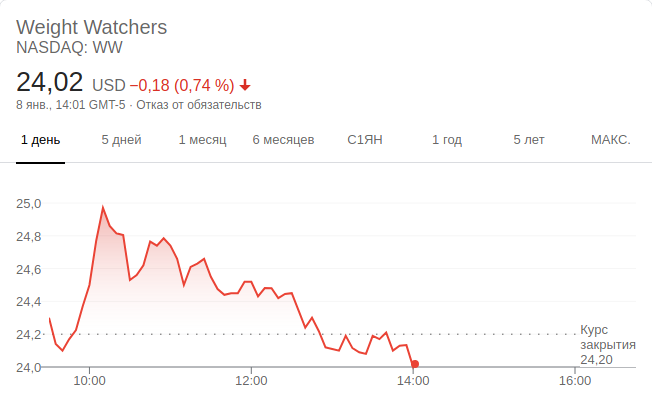 Weight Watchers
NASDAQ: WW
24,02 USD −0,18 (0,74 %)
8 янв., 14:01 GMT-5 · Отказ от обязательств
1 день 5 дней 1 месяц 6 месяцев С1ЯН 1 год 5 лет МАКС.
25,0
24,8
24,6
24,4
24,2
Курс
закрытия
24,20
24,0
10:00 12:00 14:00 16:00